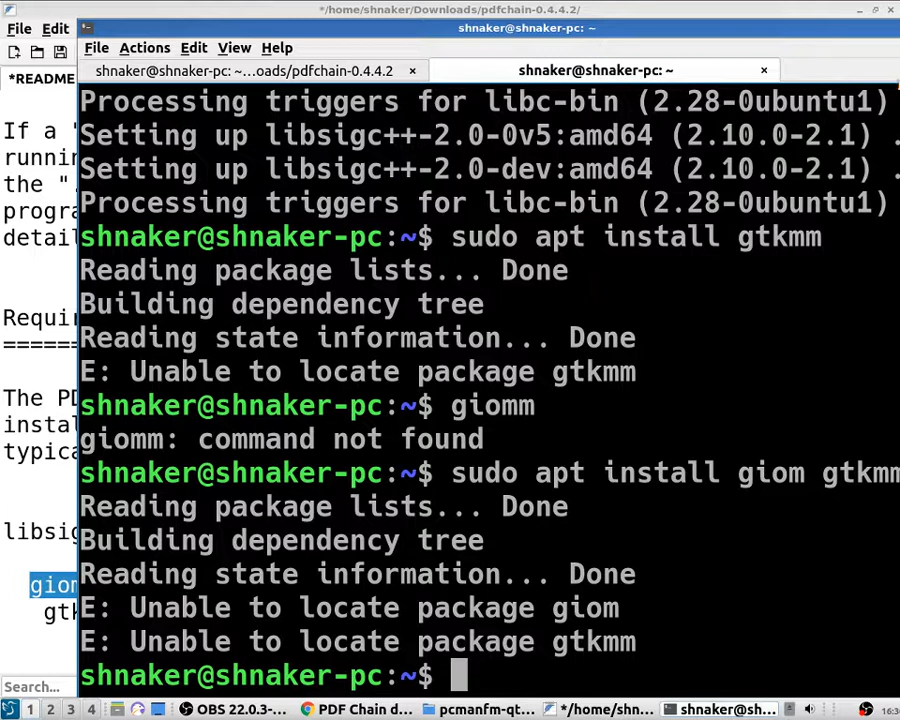 */home/shnaker/Downloads/pdfchain-0.4.4.2/
File Edit
shnaker@shnaker-pc: ~
File Actions Edit View Help
shnaker@shnaker-pc: ~...oads/pdfchain-0.4.4.2 ×
shnaker@shnaker-pc: ~ ×
*README
If a
runnin
the "
progra
detail
Requir
======
The PD
instal
typica
libsig
giom
gtk
Search...
Processing triggers for libc-bin (2.28-0ubuntu1)
Setting up libsigc++-2.0-0v5:amd64 (2.10.0-2.1) .
Setting up libsigc++-2.0-dev:amd64 (2.10.0-2.1) .
Processing triggers for libc-bin (2.28-0ubuntu1)
shnaker@shnaker-pc:~$ sudo apt install gtkmm
Reading package lists... Done
Building dependency tree
Reading state information... Done
E: Unable to locate package gtkmm
shnaker@shnaker-pc:~$ giomm
giomm: command not found
shnaker@shnaker-pc:~$ sudo apt install giom gtkmm
Reading package lists... Done
Building dependency tree
Reading state information... Done
E: Unable to locate package giom
E: Unable to locate package gtkmm
shnaker@shnaker-pc:~$
1 2 3 4 OBS 22.0.3-... PDF Chain d... pcmanfm-qt... */home/shn... shnaker@sh... 16:3